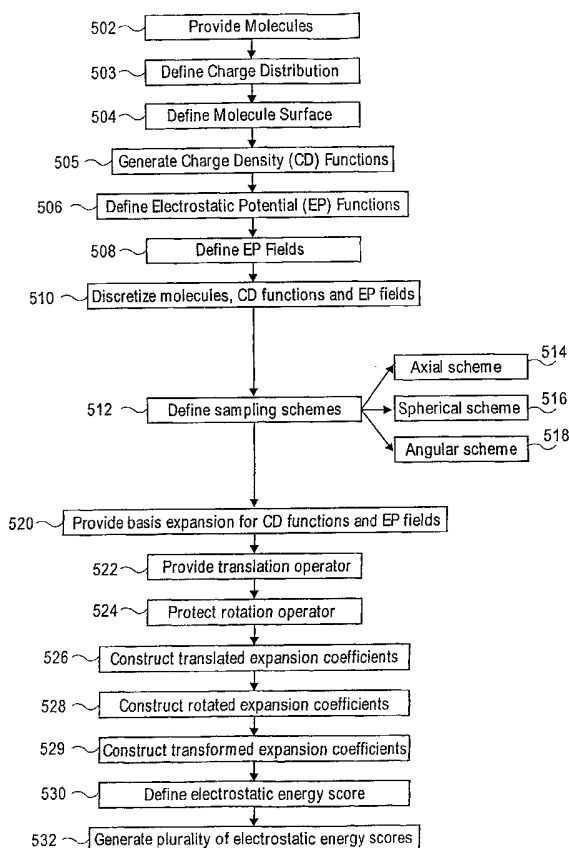 502 Provide Molecules
503 Define Charge Distribution
504 Define Molecule Surface
505 Generate Charge Density (CD) Functions
506 Define Electrostatic Potential (EP) Functions
508 Define EP Fields
510 Discretize molecules, CD functions and EP fields
512 Define sampling schemes
Axial scheme 514
Spherical scheme 516
Angular scheme 518
520 Provide basis expansion for CD functions and EP fields
522 Provide translation operator
524 Protect rotation operator
526 Construct translated expansion coefficients
528 Construct rotated expansion coefficients
529 Construct transformed expansion coefficients
530 Define electrostatic energy score
532 Generate plurality of electrostatic energy scores